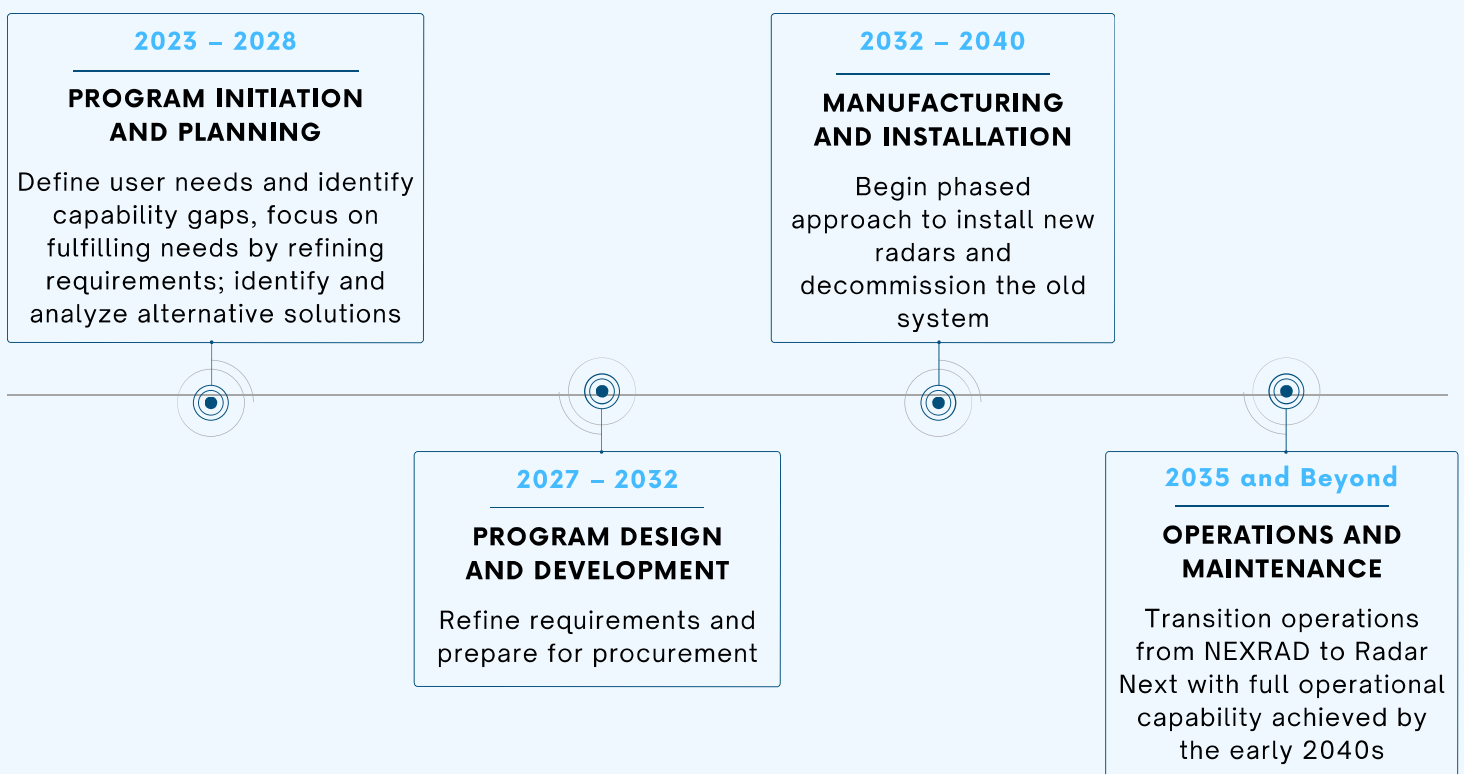 2023 – 2028
PROGRAM INITIATION
AND PLANNING
Define user needs and identify
capability gaps, focus on
fulfilling needs by refining
requirements; identify and
analyze alternative solutions
2027 – 2032
PROGRAM DESIGN
AND DEVELOPMENT
Refine requirements and
prepare for procurement
2032 – 2040
MANUFACTURING
AND INSTALLATION
Begin phased
approach to install new
radars and
decommission the old
system
2035 and Beyond
OPERATIONS AND
MAINTENANCE
Transition operations
from NEXRAD to Radar
Next with full operational
capability achieved by
the early 2040s